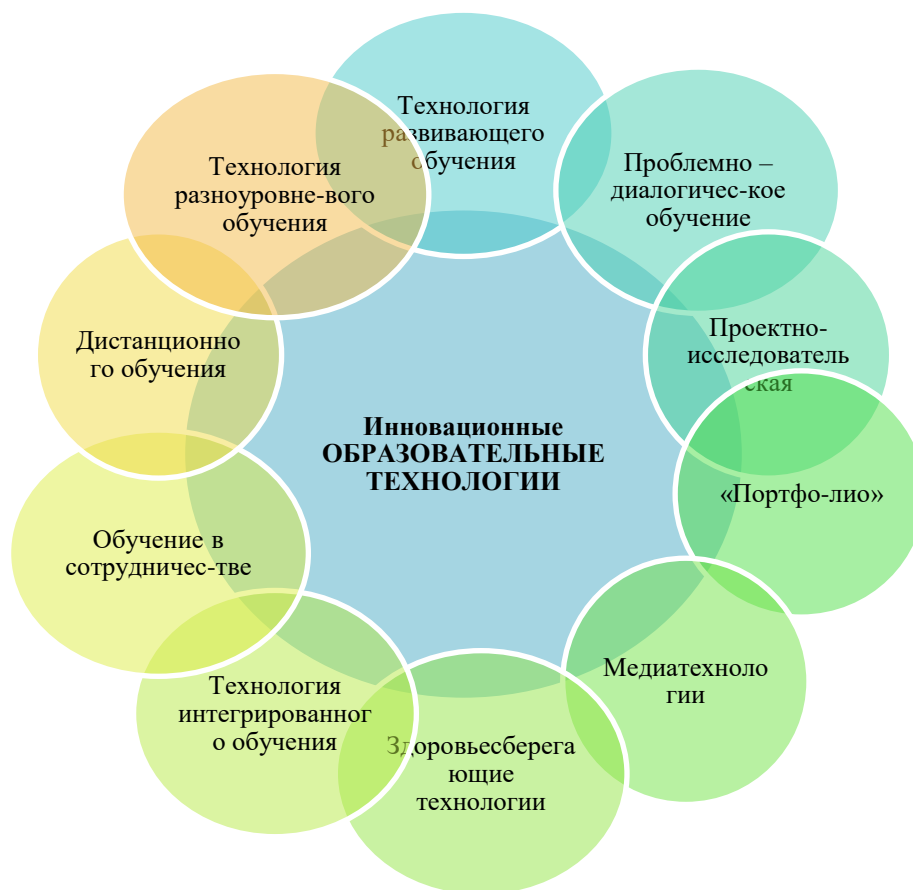 Технология
развивающего
обучения
Проблемно –
диалогичес-кое
обучение
Проектно-
исследователь
ская
«Портфо-лио»
Медиатехноло
гии
Здоровьесберега
ющие
технологии
Технология
интегрированног
о обучения
Обучение в
сотрудничес-тве
Дистанционно
го обучения
Технология
разноуровне-вого
обучения
Инновационные
ОБРАЗОВАТЕЛЬНЫЕ
ТЕХНОЛОГИИ